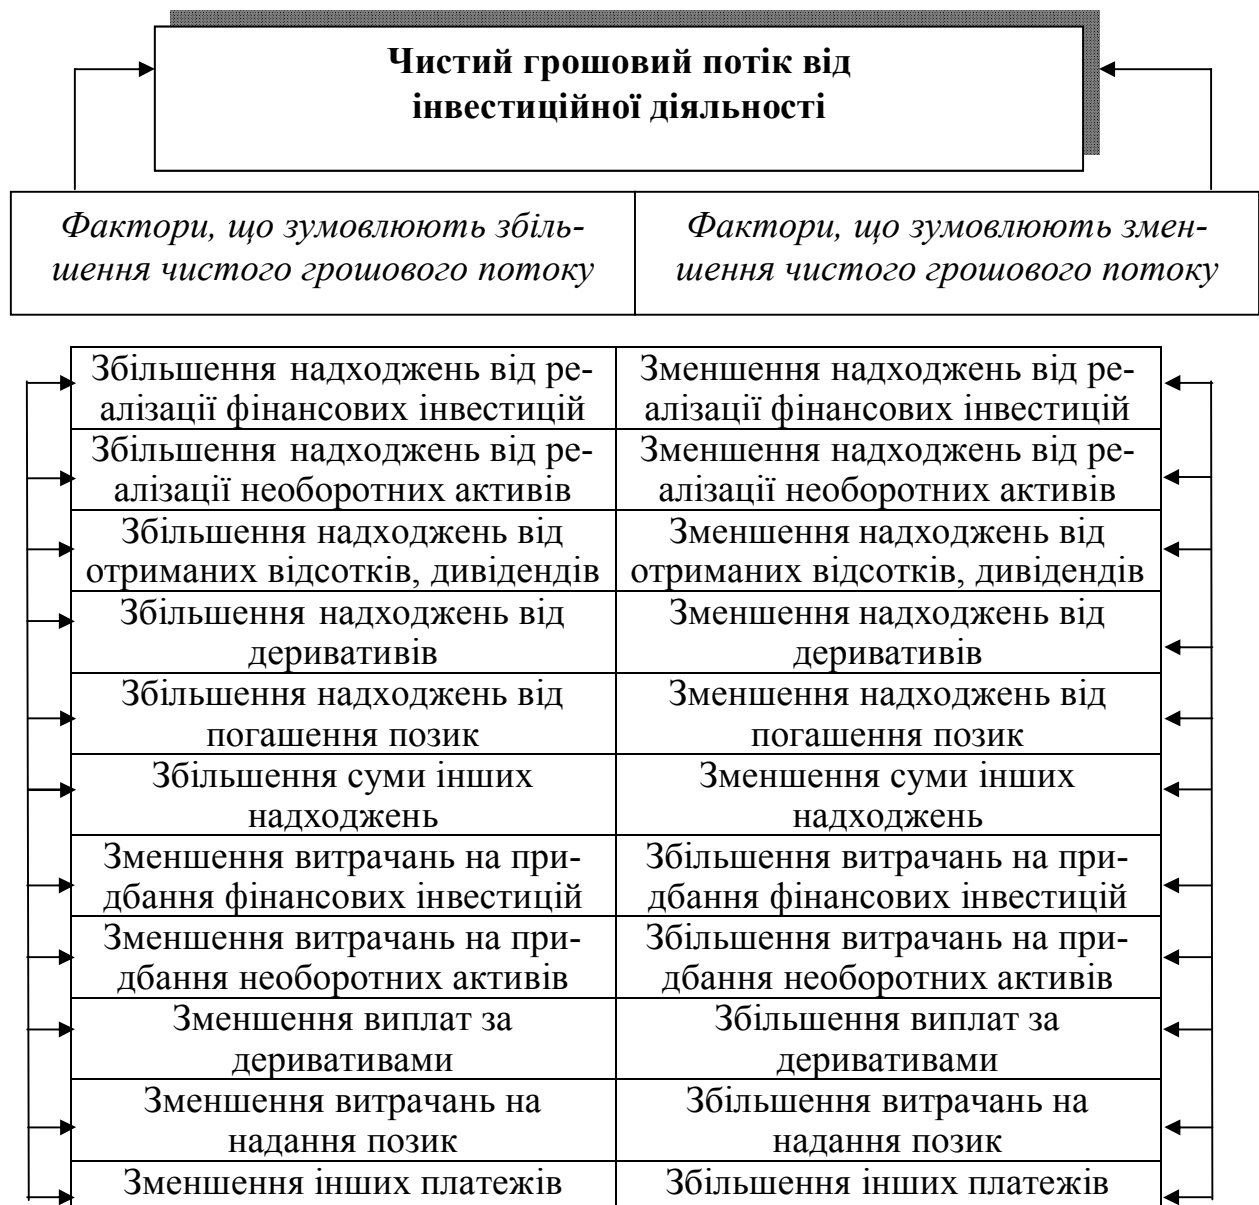 Чистий грошовий потік від
інвестиційної діяльності
Фактори, що зумовлюють збіль-
шення чистого грошового потоку
Фактори, що зумовлюють змен-
шення чистого грошового потоку
Збільшення надходжень від ре-
алізації фінансових інвестицій
Зменшення надходжень від ре-
алізації фінансових інвестицій
Збільшення надходжень від ре-
алізації необоротних активів
Зменшення надходжень від ре-
алізації необоротних активів
Збільшення надходжень від
отриманих відсотків, дивідендів
Зменшення надходжень від
отриманих відсотків, дивідендів
Збільшення надходжень від
деривативів
Зменшення надходжень від
деривативів
Збільшення надходжень від
погашення позик
Зменшення надходжень від
погашення позик
Збільшення суми інших
надходжень
Зменшення суми інших
надходжень
Зменшення витрачань на при-
дбання фінансових інвестицій
Збільшення витрачань на при-
дбання фінансових інвестицій
Зменшення витрачань на при-
дбання необоротних активів
Збільшення витрачань на при-
дбання необоротних активів
Зменшення виплат за
деривативами
Збільшення виплат за
деривативами
Зменшення витрачань на
надання позик
Збільшення витрачань на
надання позик
Зменшення інших платежів
Збільшення інших платежів